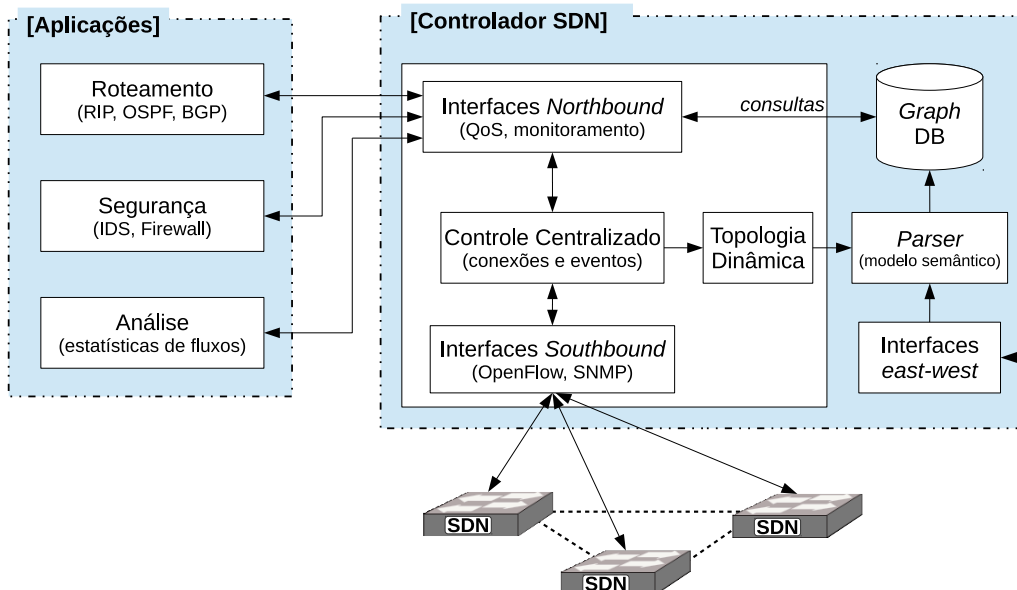 [Aplicações]
Roteamento
(RIP, OSPF, BGP)
Segurança
(IDS, Firewall)
Análise
(estatísticas de fluxos)
[Controlador SDN]
Interfaces Northbound
(QoS, monitoramento)
consultas
Graph
DB
Controle Centralizado
(conexões e eventos)
Topologia
Dinâmica
Parser
(modelo semântico)
Interfaces Southbound
(OpenFlow, SNMP)
Interfaces
east-west
SDN
SDN
SDN